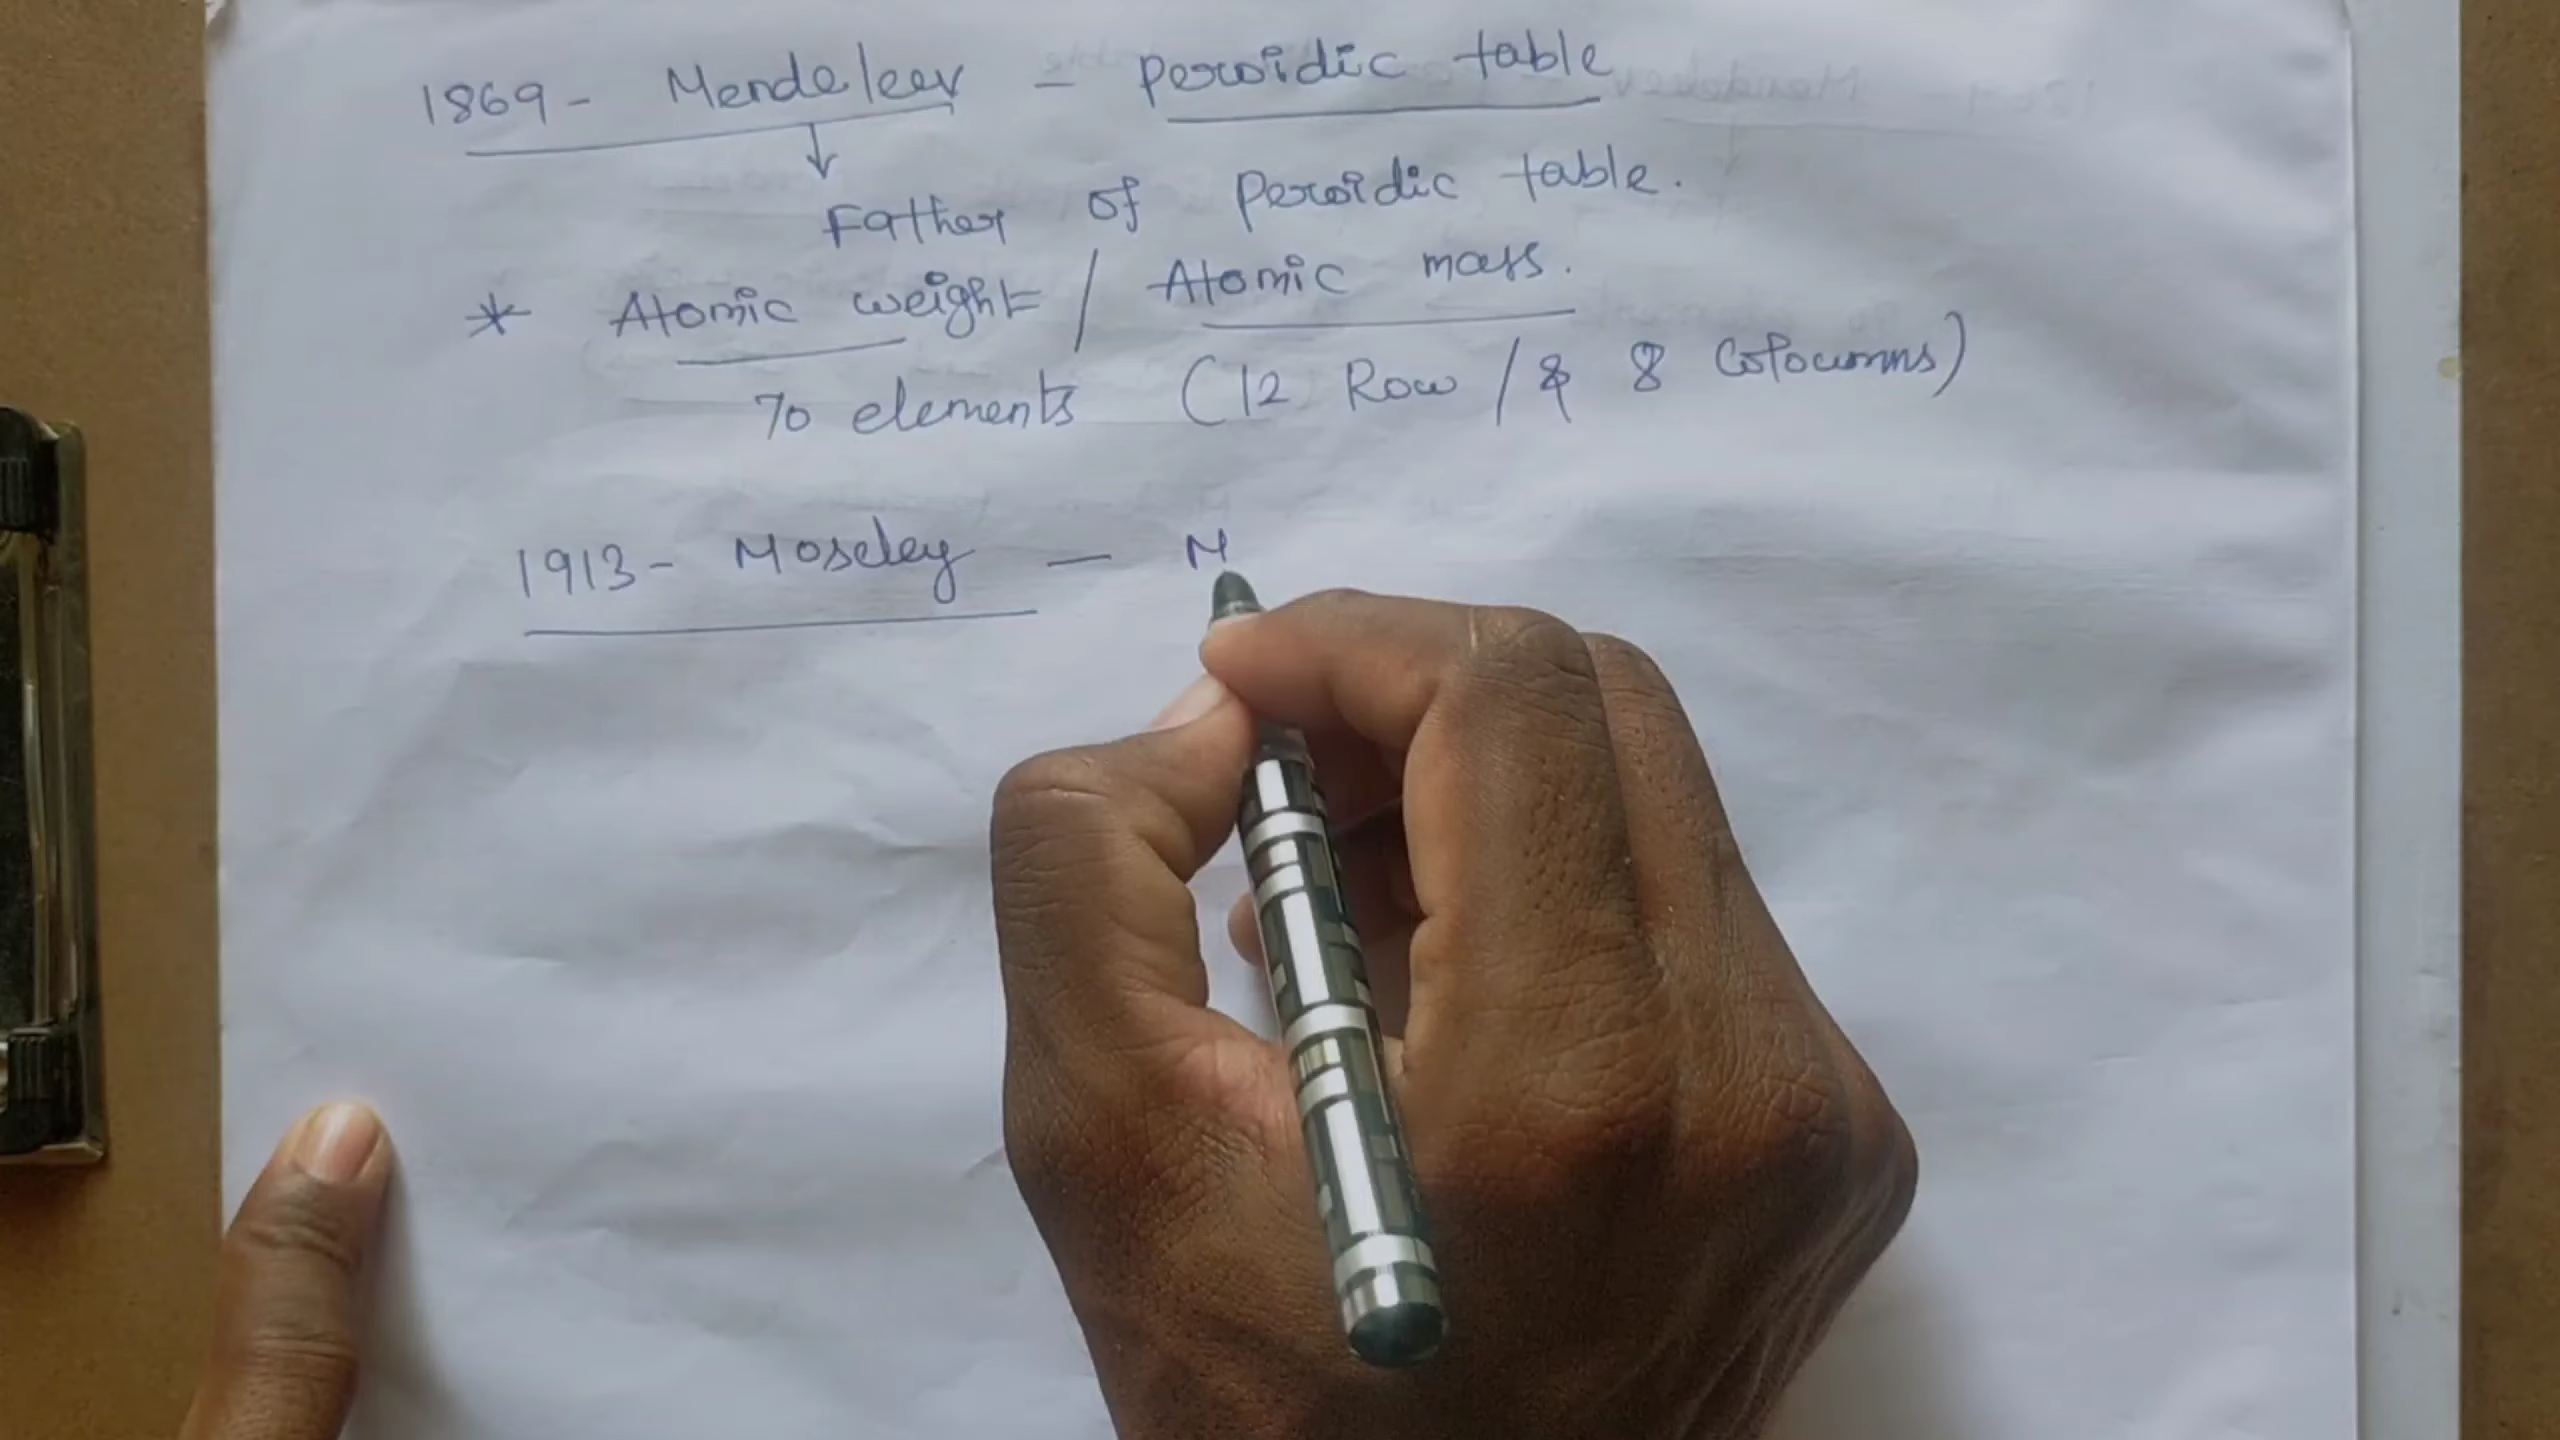 1869 - Mendeleev - Peroidic table
Father of Peroidic table.
* Atomic weight / Atomic mass.
70 elements (12 Row / & 8 Coloumns)
1913 - Moseley - M